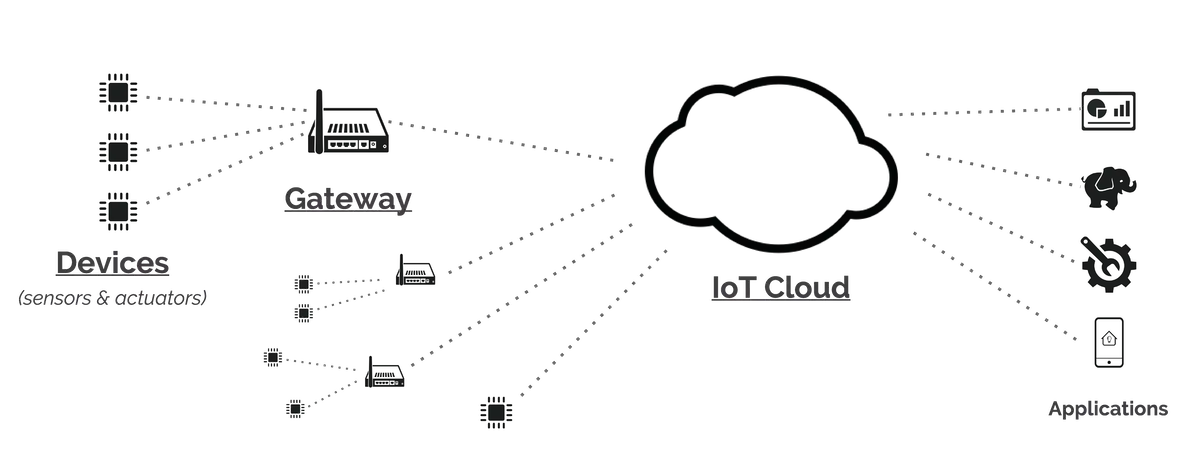 Gateway
Devices
(sensors & actuators)
IoT Cloud
Applications